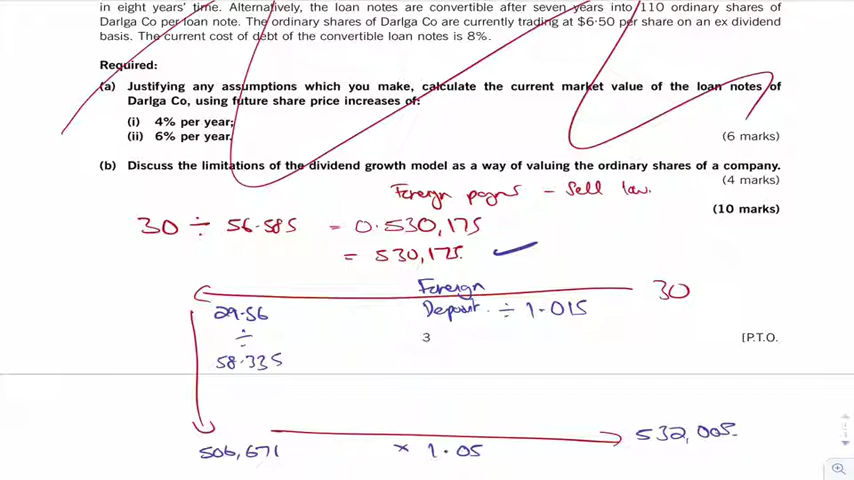 in eight years' time. Alternatively, the loan notes are convertible after seven years into 110 ordinary shares of
Darlga Co per loan note. The ordinary shares of Darlga Co are currently trading at $6·50 per share on an ex dividend
basis. The current cost of debt of the convertible loan notes is 8%.
Required:
(a) Justifying any assumptions which you make, calculate the current market value of the loan notes of
Darlga Co, using future share price increases of:
(i) 4% per year;
(ii) 6% per year. (6 marks)
(b) Discuss the limitations of the dividend growth model as a way of valuing the ordinary shares of a company.
(4 marks)
Foreign - Sell low.
(10 marks)
30 ÷ 56.585 = 0.530,175
= 530,175.
Foreign
30
29.56
Deposit. ÷ 1.015
÷
3 [P.T.O.
58.335
532,005.
506,671 × 1.05